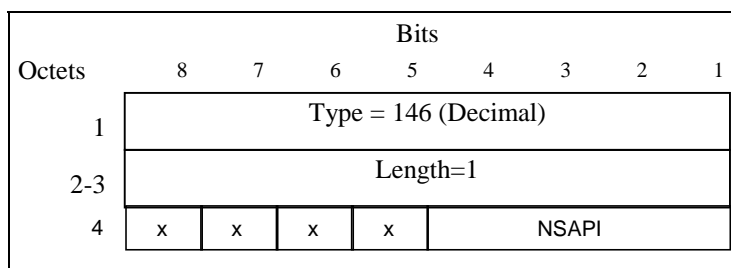 Bits
Octets 8 7 6 5 4 3 2 1
1 Type = 146 (Decimal)
2-3 Length=1
4 x x x x NSAPI